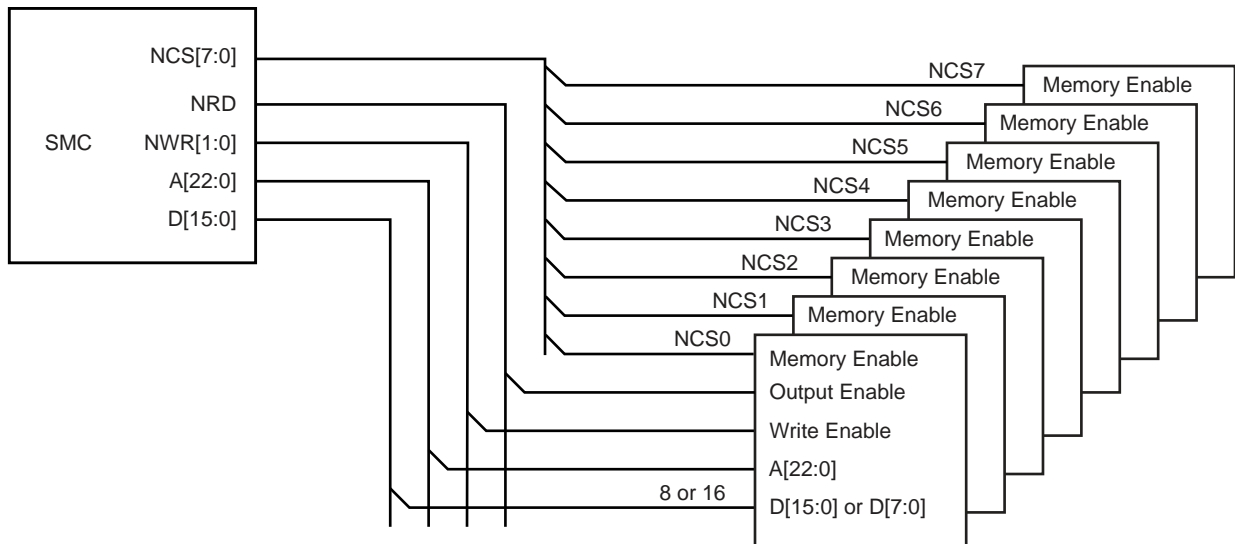 NCS[7:0]
NRD
SMC NWR[1:0]
A[22:0]
D[15:0]
NCS7 Memory Enable
NCS6 Memory Enable
NCS5 Memory Enable
NCS4 Memory Enable
NCS3 Memory Enable
NCS2 Memory Enable
NCS1 Memory Enable
NCS0 Memory Enable
Output Enable
Write Enable
A[22:0]
8 or 16 D[15:0] or D[7:0]